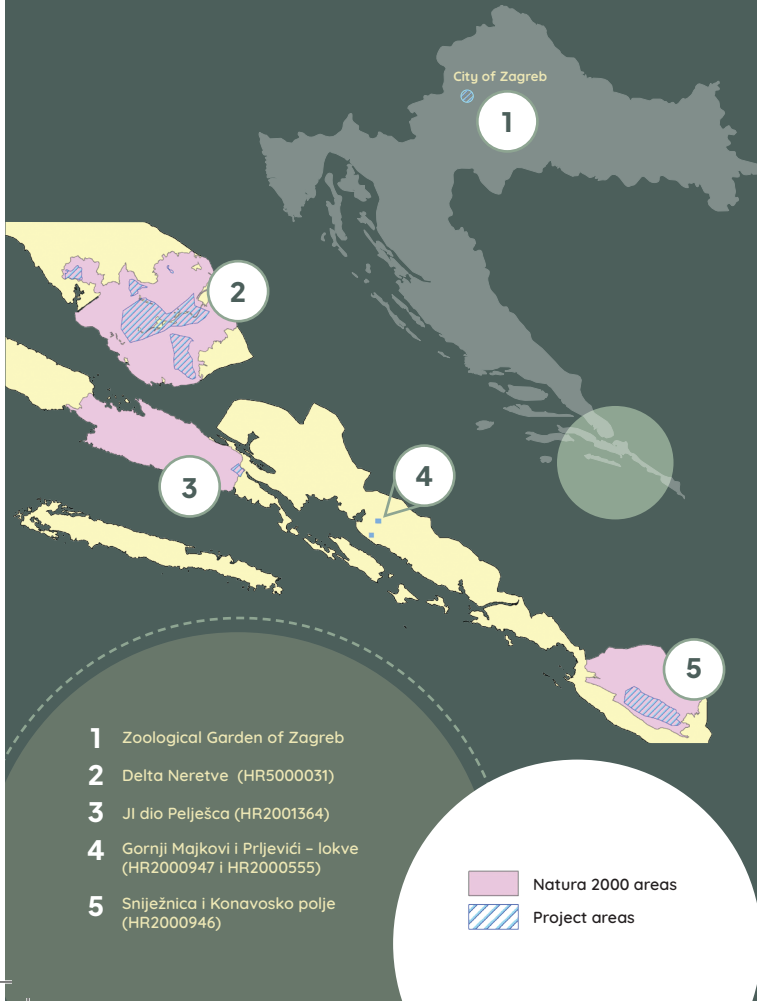 City of Zagreb
1
2
3
4
5
1 Zoological Garden of Zagreb
2 Delta Neretve (HR5000031)
3 JI dio Pelješca (HR2001364)
4 Gornji Majkovi i Prljevići – lokve
(HR2000947 i HR2000555)
5 Sniježnica i Konavosko polje
(HR2000946)
Natura 2000 areas
Project areas